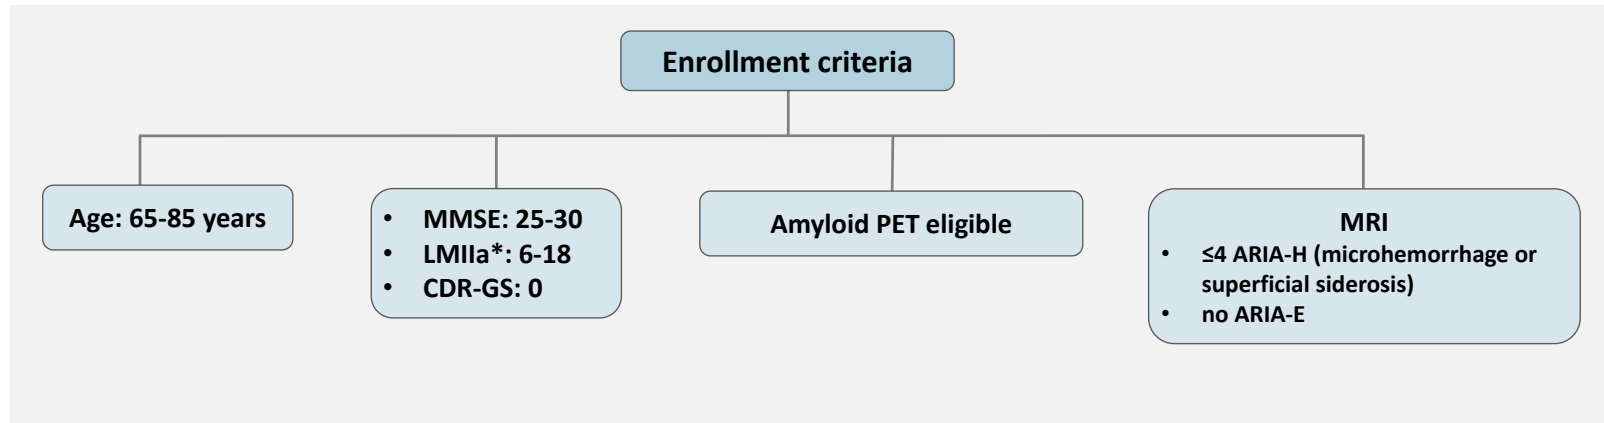 Enrollment criteria
Age: 65-85 years
• MMSE: 25-30
• LMIIa*: 6-18
• CDR-GS: 0
Amyloid PET eligible
MRI
• ≤4 ARIA-H (microhemorrhage or
superficial siderosis)
• no ARIA-E